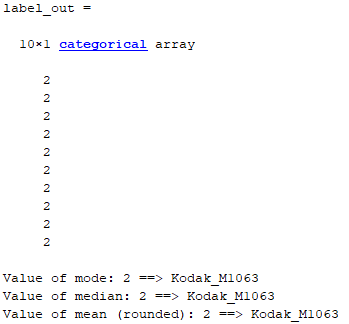 label_out =
10×1 categorical array
2
2
2
2
2
2
2
2
2
2
Value of mode: 2 ==> Kodak_M1063
Value of median: 2 ==> Kodak_M1063
Value of mean (rounded): 2 ==> Kodak_M1063